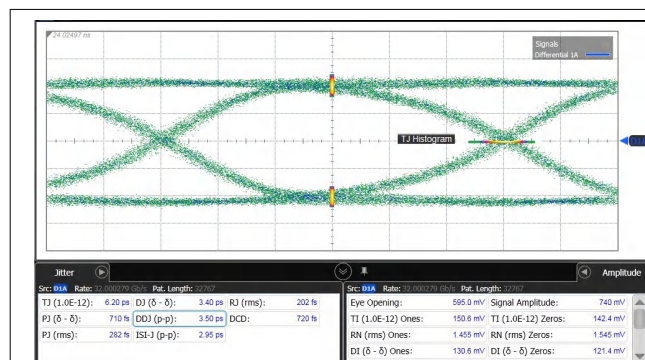 24.02497 ns
Signals
Differential 1A
TJ Histogram
D1A
Jitter
Amplitude
Src: D1A Rate: 32.000279 Gb/s Pat. Length: 32767
TJ (1.0E-12): 6.20 ps DJ (δ - δ): 3.40 ps RJ (rms): 202 fs
PJ (δ - δ): 710 fs DDJ (p-p): 3.50 ps DCD: 720 fs
PJ (rms): 282 fs ISI-J (p-p): 2.95 ps
Src: D1A Rate: 32.000279 Gb/s Pat. Length: 32767
Eye Opening: 595.0 mV Signal Amplitude: 740 mV
TI (1.0E-12) Ones: 150.6 mV TI (1.0E-12) Zeros: 142.4 mV
RN (rms) Ones: 1.455 mV RN (rms) Zeros: 1.545 mV
DI (δ - δ) Ones: 130.6 mV DI (δ - δ) Zeros: 121.4 mV